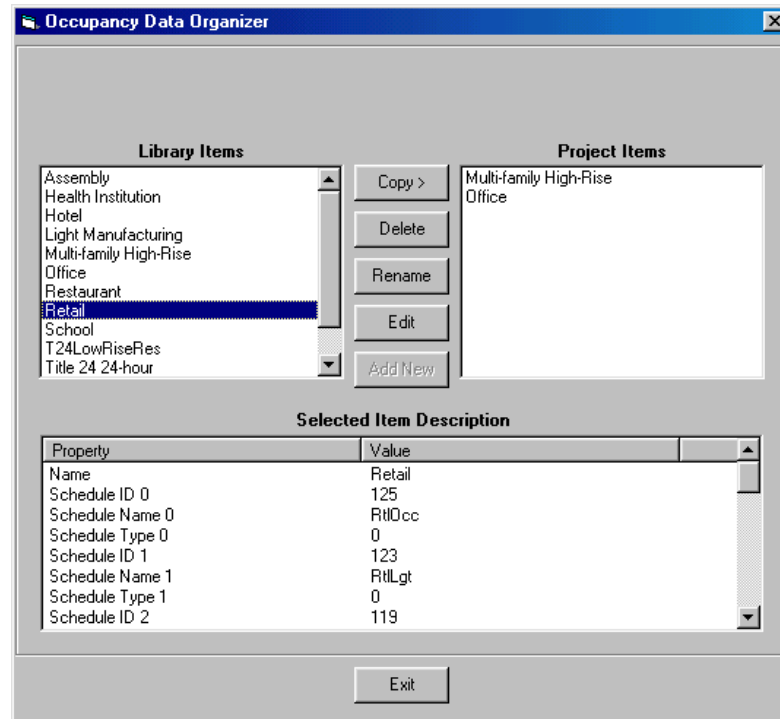 Occupancy Data Organizer
Library Items
Project Items
Assembly
Health Institution
Hotel
Light Manufacturing
Multi-family High-Rise
Office
Restaurant
Retail
School
T24LowRiseRes
Title 24 24-hour
Copy >
Delete
Rename
Edit
Add New
Multi-family High-Rise
Office
Selected Item Description
Property Value
Name Retail
Schedule ID 0 125
Schedule Name 0 RtlOcc
Schedule Type 0 0
Schedule ID 1 123
Schedule Name 1 RtlLgt
Schedule Type 1 0
Schedule ID 2 119
Exit